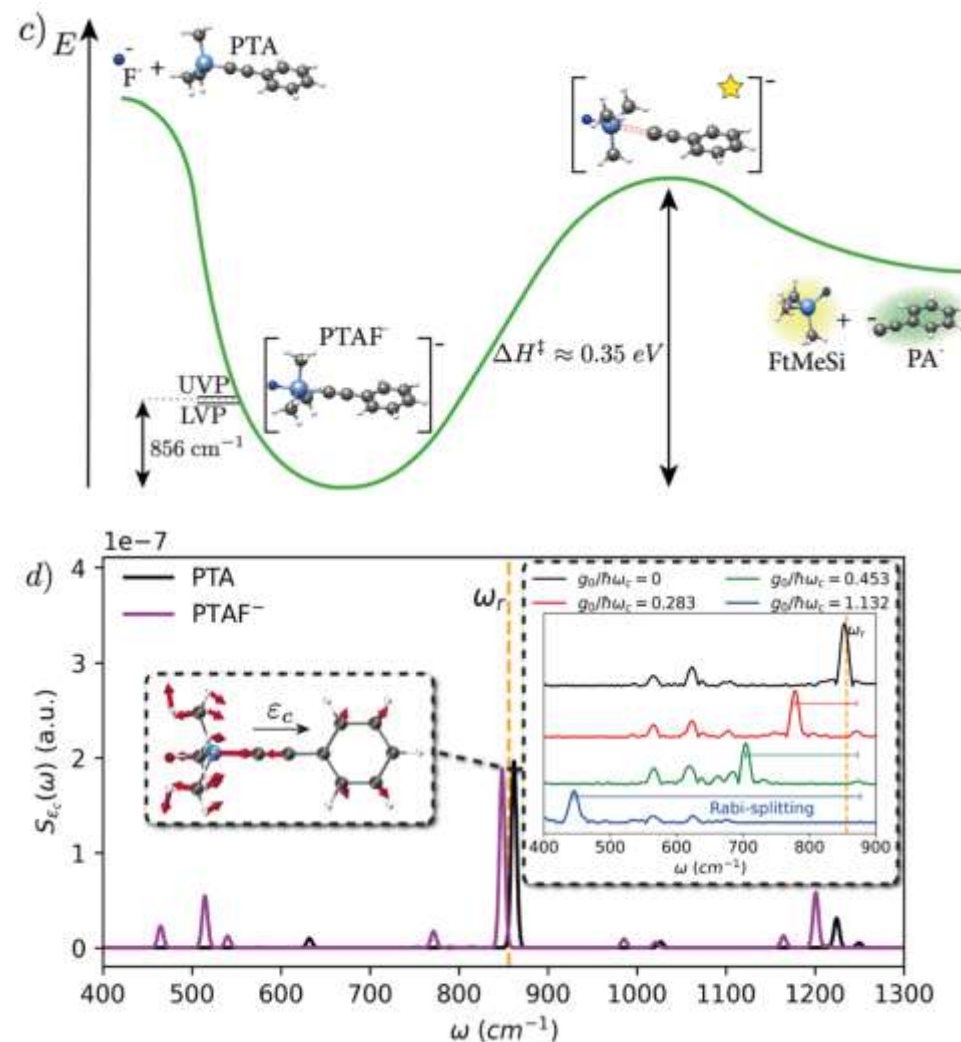 c)
E
F⁻ + PTA
[ ]⁻
PTAF⁻
[ ]⁻
UVP
LVP
856 cm⁻¹
ΔH‡ ≈ 0.35 eV
+
FtMeSi PA⁻
d)
1e−7
PTA
PTAF⁻
ω_r
ε_c
g₀/ħω_c = 0
g₀/ħω_c = 0.283
g₀/ħω_c = 0.453
g₀/ħω_c = 1.132
ω_r
Rabi-splitting
400 500 600 700 800 900
ω (cm⁻¹)
4
3
2
1
0
S_{ε_c}(ω) (a.u.)
400 500 600 700 800 900 1000 1100 1200 1300
ω (cm⁻¹)